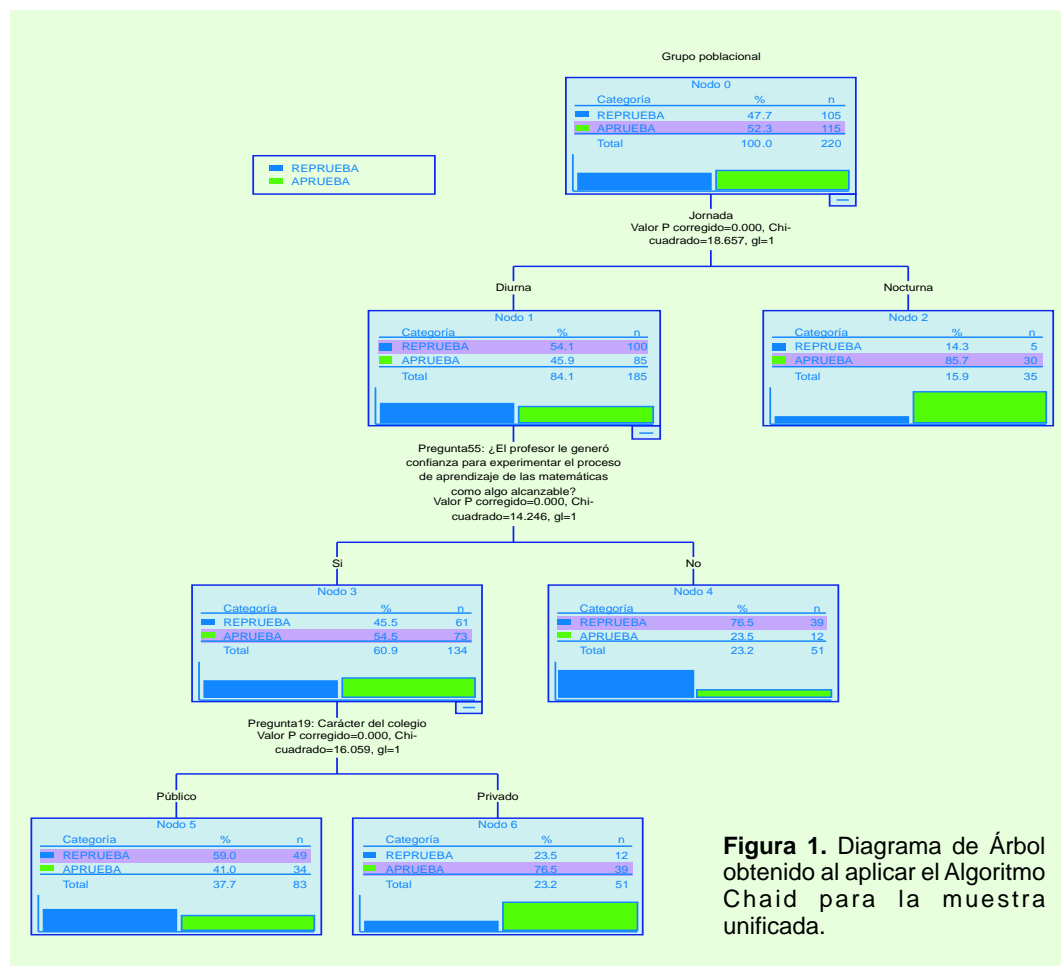 Grupo poblacional
Nodo 0
Categoría % n
REPRUEBA 47.7 105
APRUEBA 52.3 115
Total 100.0 220
REPRUEBA
APRUEBA
Jornada
Valor P corregido=0.000, Chi-
cuadrado=18.657, gl=1
Diurna
Nocturna
Nodo 1
Categoría % n
REPRUEBA 54.1 100
APRUEBA 45.9 85
Total 84.1 185
Nodo 2
Categoría % n
REPRUEBA 14.3 5
APRUEBA 85.7 30
Total 15.9 35
Pregunta55: ¿El profesor le generó
confianza para experimentar el proceso
de aprendizaje de las matemáticas
como algo alcanzable?
Valor P corregido=0.000, Chi-
cuadrado=14.246, gl=1
Si
No
Nodo 3
Categoría % n
REPRUEBA 45.5 61
APRUEBA 54.5 73
Total 60.9 134
Nodo 4
Categoría % n
REPRUEBA 76.5 39
APRUEBA 23.5 12
Total 23.2 51
Pregunta19: Carácter del colegio
Valor P corregido=0.000, Chi-
cuadrado=16.059, gl=1
Público
Privado
Nodo 5
Categoría % n
REPRUEBA 59.0 49
APRUEBA 41.0 34
Total 37.7 83
Nodo 6
Categoría % n
REPRUEBA 23.5 12
APRUEBA 76.5 39
Total 23.2 51
Figura 1. Diagrama de Árbol
obtenido al aplicar el Algoritmo
Chaid para la muestra
unificada.